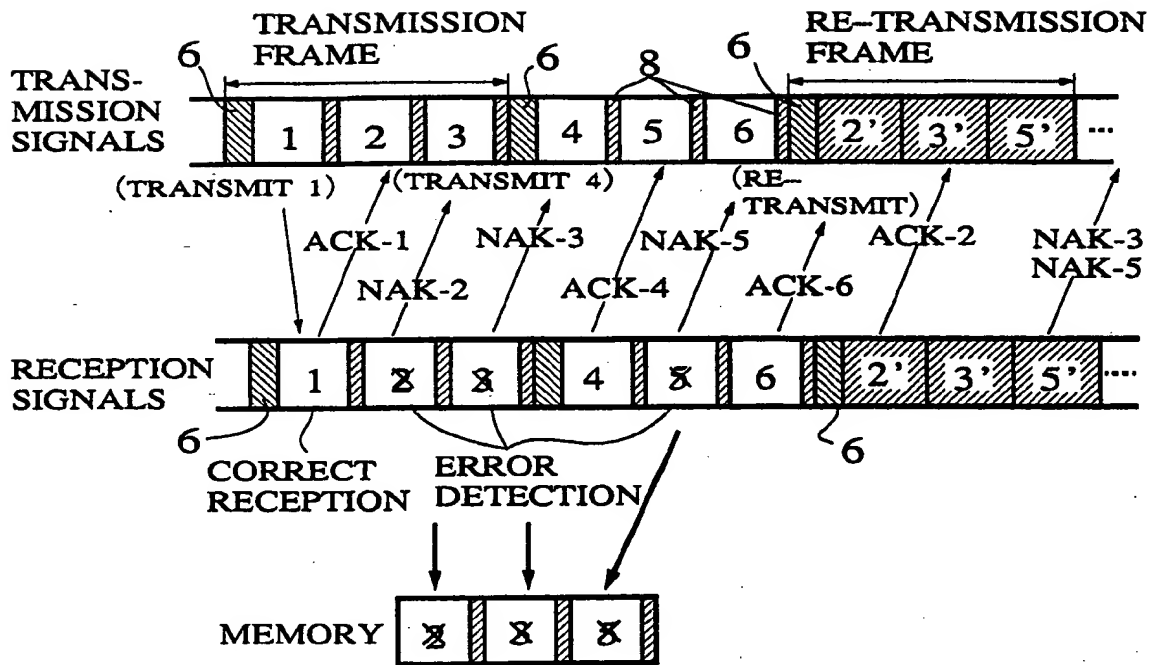 TRANSMISSION FRAME
RE-TRANSMISSION FRAME
6
6
8
6
TRANS-
MISSION
SIGNALS
1 2 3 4 5 6 2' 3' 5' ....
(TRANSMIT 1)
(TRANSMIT 4)
(RE-
TRANSMIT)
ACK-1
NAK-2
NAK-3
ACK-4
NAK-5
ACK-6
ACK-2
NAK-3
NAK-5
RECEPTION
SIGNALS
1 2 3 4 5 6 2' 3' 5' ....
6
6
CORRECT
RECEPTION
ERROR
DETECTION
MEMORY
2 3 5